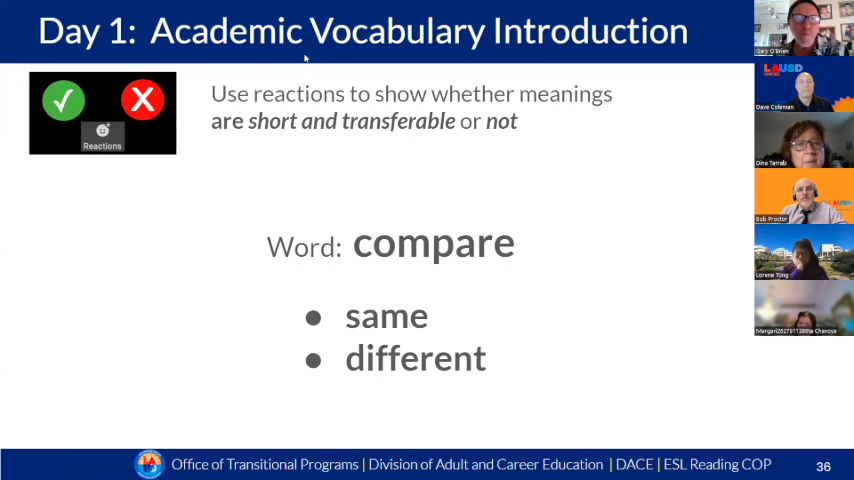 Day 1: Academic Vocabulary Introduction
Reactions
Use reactions to show whether meanings
are short and transferable or not
Word: compare
● same
● different
Office of Transitional Programs | Division of Adult and Career Education | DACE | ESL Reading COP
36
Gary O'Brien
LAUSD
UNIFIED
Dave Coleman
Dina Tarrab
LAUSD
Bob Proctor
Lorena Tong